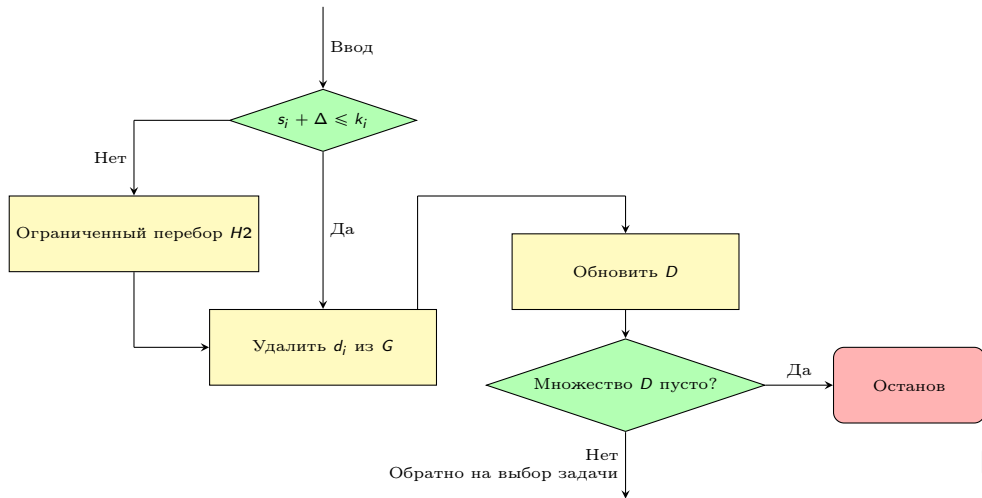 Ввод
s_i + Δ ⩽ k_i
Нет
Ограниченный перебор H2
Да
Удалить d_i из G
Обновить D
Множество D пусто?
Да
Останов
Нет
Обратно на выбор задачи